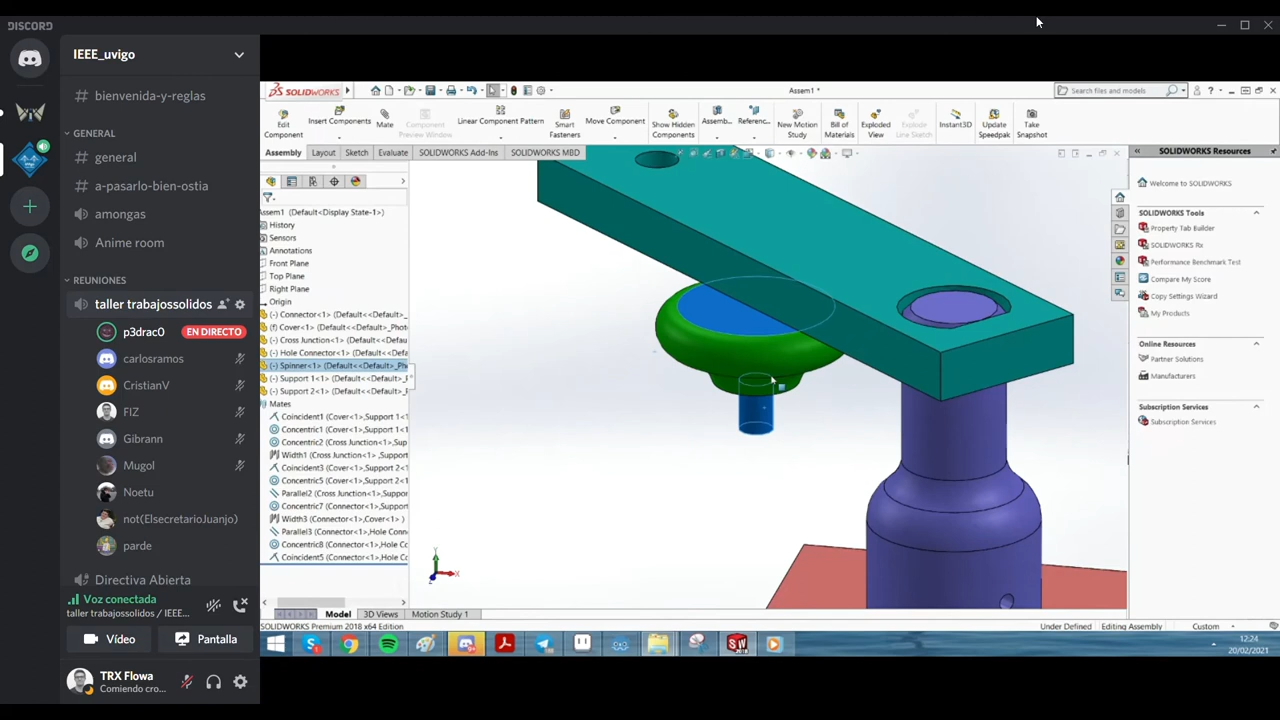 DISCORD
IEEE_uvigo
bienvenida-y-reglas
GENERAL
general
a-pasarlo-bien-ostia
amongas
Anime room
REUNIONES
taller trabajossolidos
p3drac0 EN DIRECTO
carlosramos
CristianV
FIZ
Gibrann
Mugol
Noetu
not(ElsecretarioJuanjo)
parde
Directiva Abierta
Voz conectada
taller trabajossolidos / IEEE...
Vídeo
Pantalla
TRX Flowa
Comiendo cro...
SOLIDWORKS
Assem1 *
Search files and models
Edit Component
Insert Components
Mate
Component Preview Window
Linear Component Pattern
Smart Fasteners
Move Component
Show Hidden Components
Assemb...
Referenc...
New Motion Study
Bill of Materials
Exploded View
Explode Line Sketch
Instant3D
Update Speedpak
Take Snapshot
Assembly
Layout
Sketch
Evaluate
SOLIDWORKS Add-Ins
SOLIDWORKS MBD
Assem1 (Default<Display State-1>)
History
Sensors
Annotations
Front Plane
Top Plane
Right Plane
Origin
(-) Connector<1> (Default<<Default>
(f) Cover<1> (Default<<Default>_Phot
(-) Cross Junction<1> (Default<<Defa
(-) Hole Connector<1> (Default<<Defa
(-) Spinner<1> (Default<<Default>_Ph
(-) Support 1<1> (Default<<Default>_
(-) Support 2<1> (Default<<Default>_
Mates
Coincident1 (Cover<1>,Support 1<1
Concentric1 (Cover<1>,Support 1<1
Concentric2 (Cross Junction<1>,Sup
Width1 (Cross Junction<1>,Support
Coincident3 (Cover<1>,Support 2<1
Concentric5 (Cover<1>,Support 2<1
Parallel2 (Cross Junction<1>,Suppor
Concentric7 (Connector<1>,Support
Width3 (Connector<1>,Cover<1> )
Parallel3 (Connector<1>,Hole Conn
Concentric8 (Connector<1>,Hole Cc
Coincident5 (Connector<1>,Hole Cc
Y
X
Z
Model
3D Views
Motion Study 1
SOLIDWORKS Resources
Welcome to SOLIDWORKS
SOLIDWORKS Tools
Property Tab Builder
SOLIDWORKS Rx
Performance Benchmark Test
Compare My Score
Copy Settings Wizard
My Products
Online Resources
Partner Solutions
Manufacturers
Subscription Services
Subscription Services
SOLIDWORKS Premium 2018 x64 Edition
Under Defined
Editing Assembly
Custom
12:24
20/02/2021